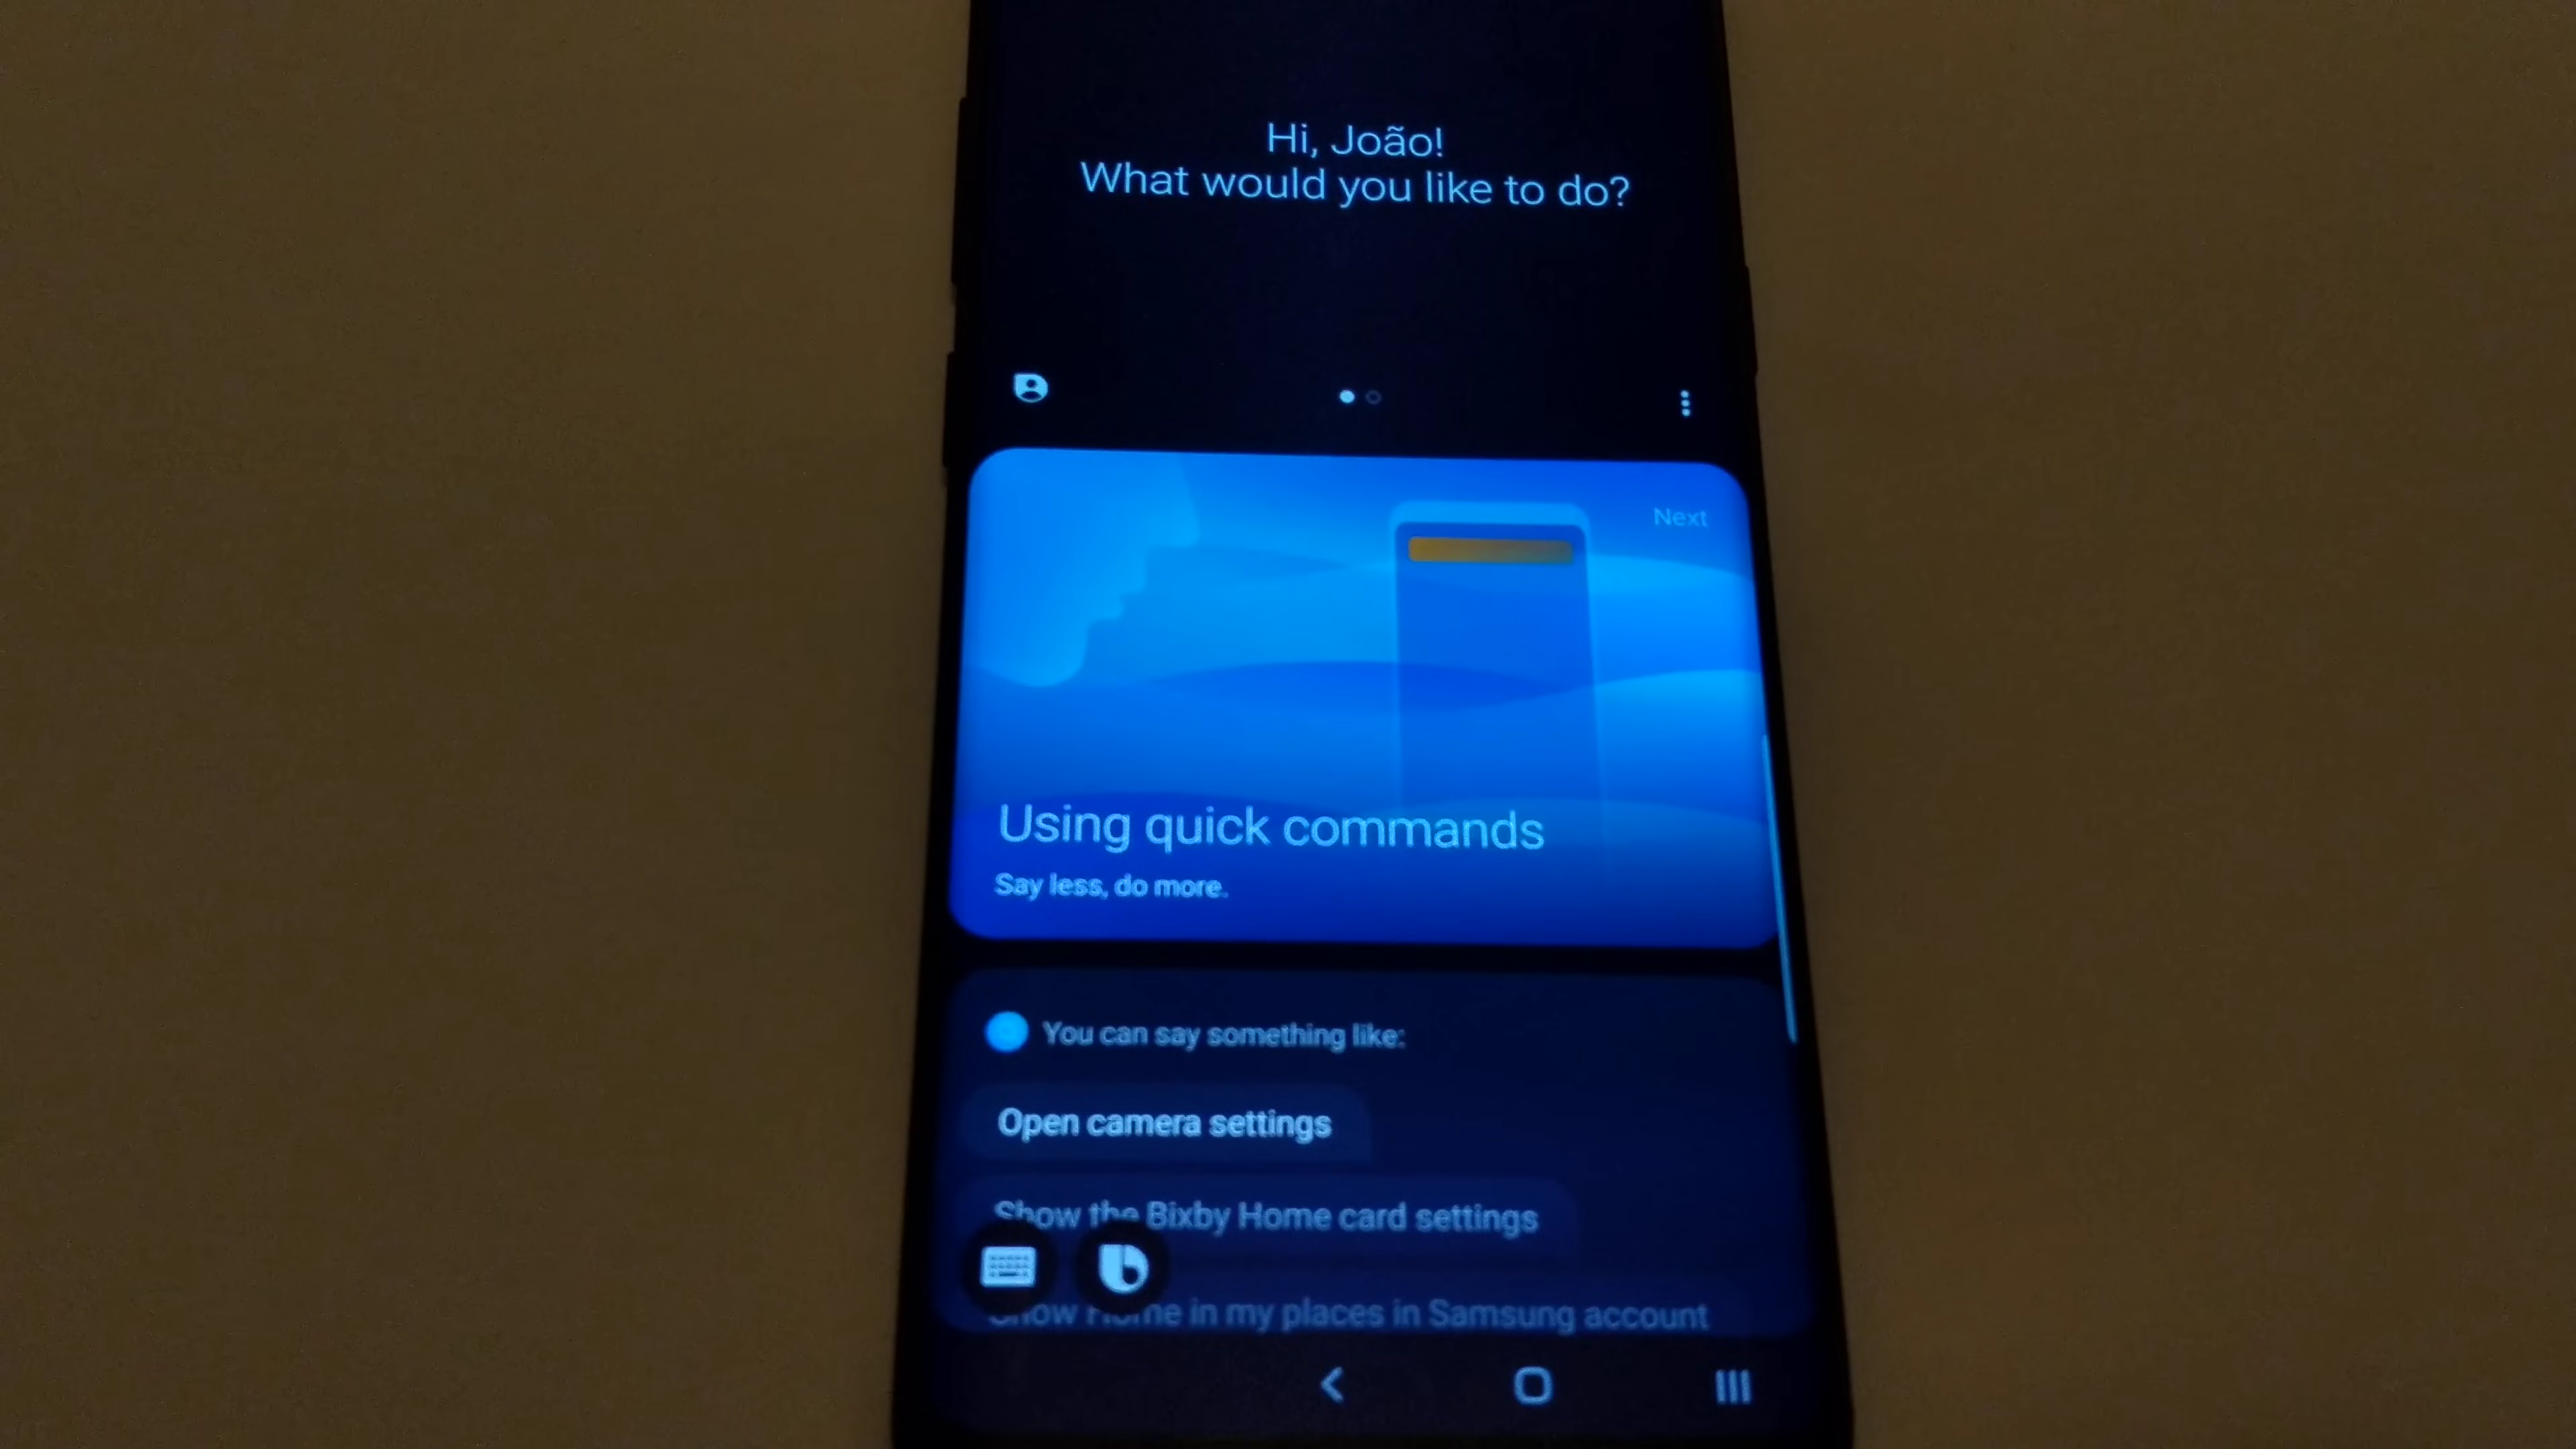 Hi, João!
What would you like to do?
Next
Using quick commands
Say less, do more.
You can say something like:
Open camera settings
Show the Bixby Home card settings
Show Home in my places in Samsung account